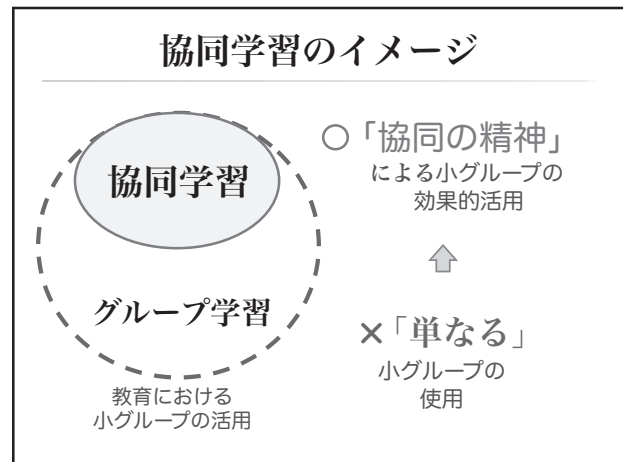 協同学習のイメージ
協同学習
グループ学習
教育における
小グループの活用
○「協同の精神」
による小グループの
効果的活用
×「単なる」
小グループの
使用